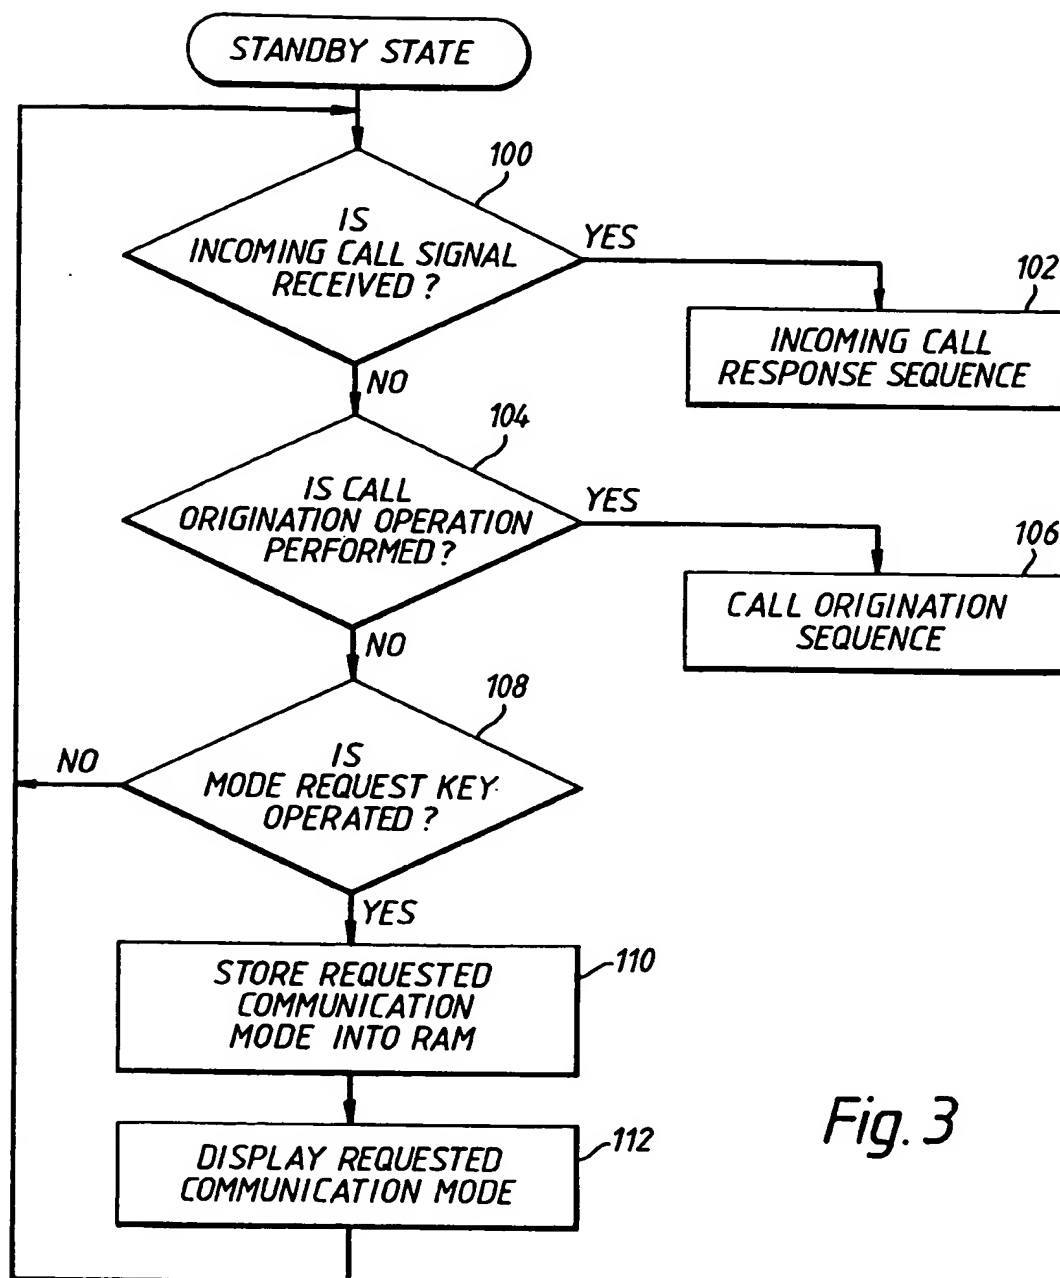 STANDBY STATE
100
IS
INCOMING CALL SIGNAL
RECEIVED ?
YES
102
INCOMING CALL
RESPONSE SEQUENCE
NO
104
IS CALL
ORIGINATION OPERATION
PERFORMED ?
YES
106
CALL ORIGINATION
SEQUENCE
NO
108
IS
MODE REQUEST KEY
OPERATED ?
NO
YES
110
STORE REQUESTED
COMMUNICATION
MODE INTO RAM
112
DISPLAY REQUESTED
COMMUNICATION MODE
Fig. 3